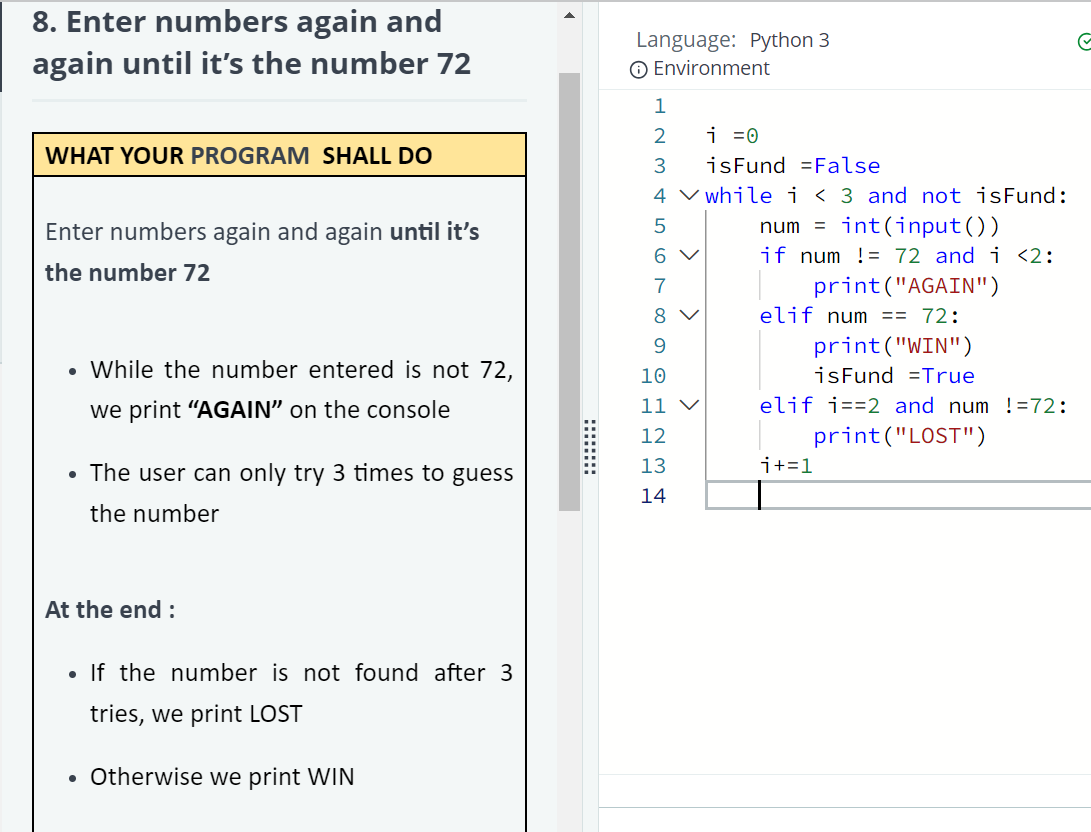 8. Enter numbers again and
again until it’s the number 72
WHAT YOUR PROGRAM SHALL DO
Enter numbers again and again until it’s
the number 72
• While the number entered is not 72,
we print “AGAIN” on the console
• The user can only try 3 times to guess
the number
At the end :
• If the number is not found after 3
tries, we print LOST
• Otherwise we print WIN
Language: Python 3
Environment
1
2 i =0
3 isFund =False
4 while i < 3 and not isFund:
5 num = int(input())
6 if num != 72 and i <2:
7 print("AGAIN")
8 elif num == 72:
9 print("WIN")
10 isFund =True
11 elif i==2 and num !=72:
12 print("LOST")
13 i+=1
14